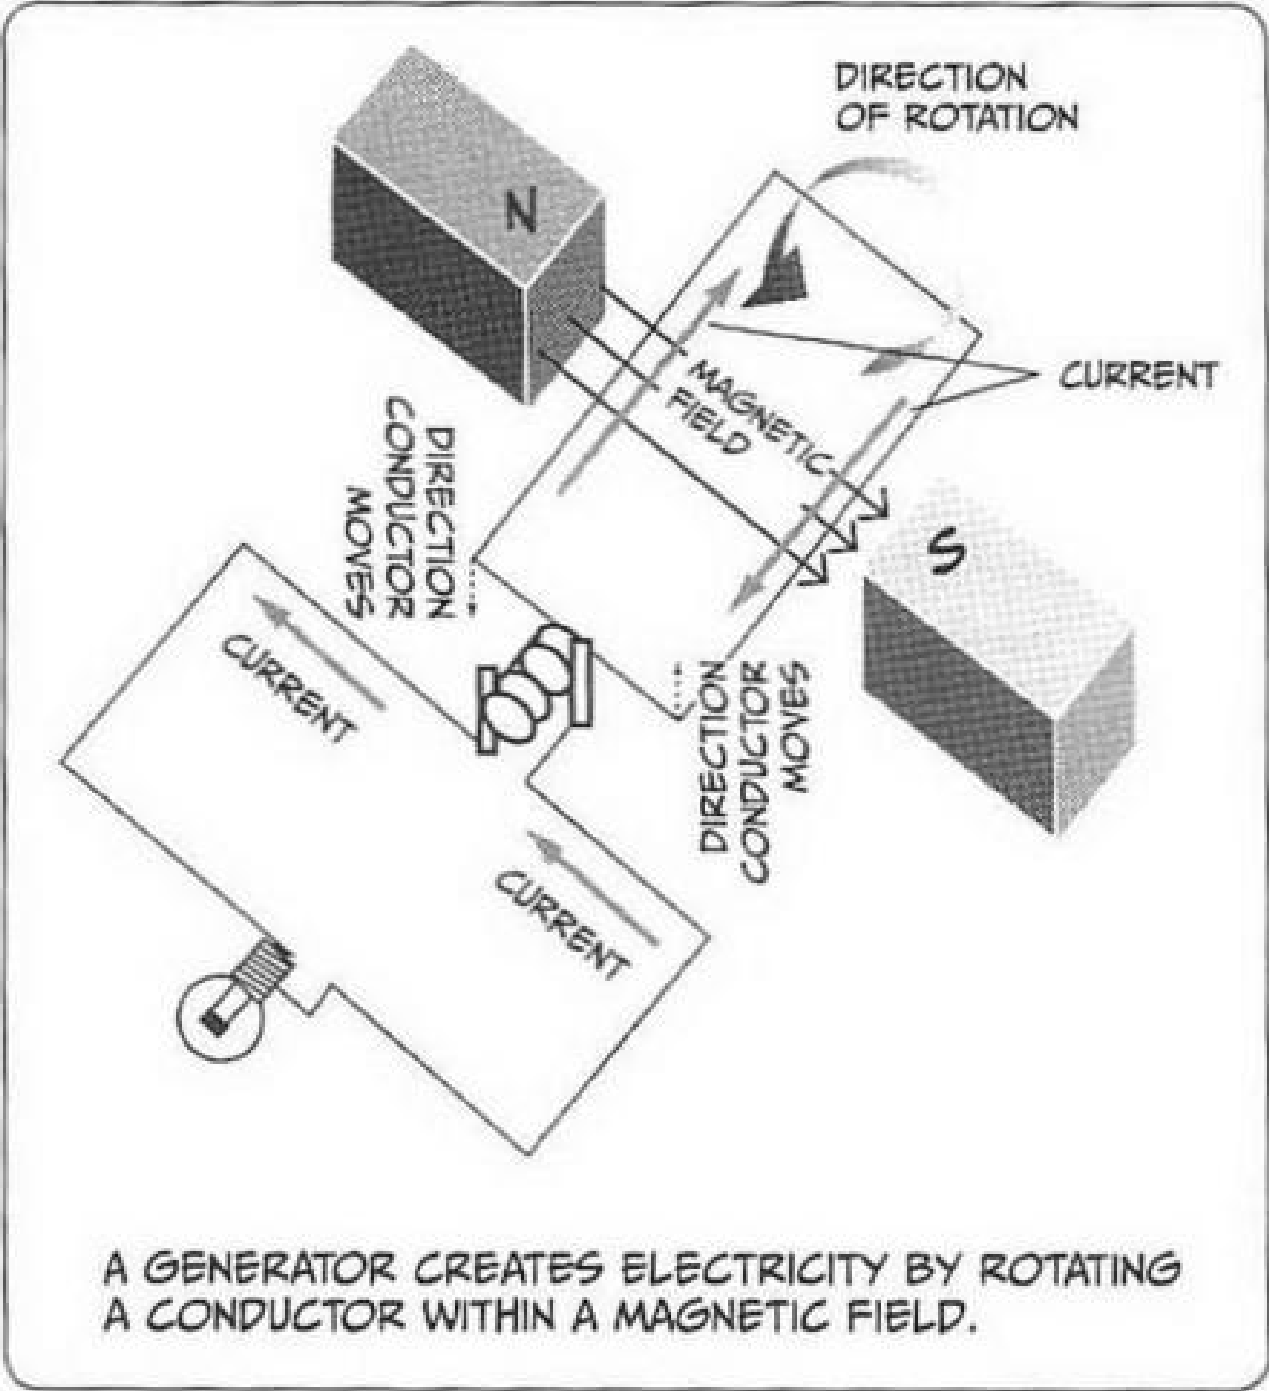 DIRECTION
OF ROTATION
N
CURRENT
MAGNETIC
FIELD
DIRECTION
CONDUCTOR
MOVES
S
CURRENT
DIRECTION
CONDUCTOR
MOVES
CURRENT
A GENERATOR CREATES ELECTRICITY BY ROTATING
A CONDUCTOR WITHIN A MAGNETIC FIELD.